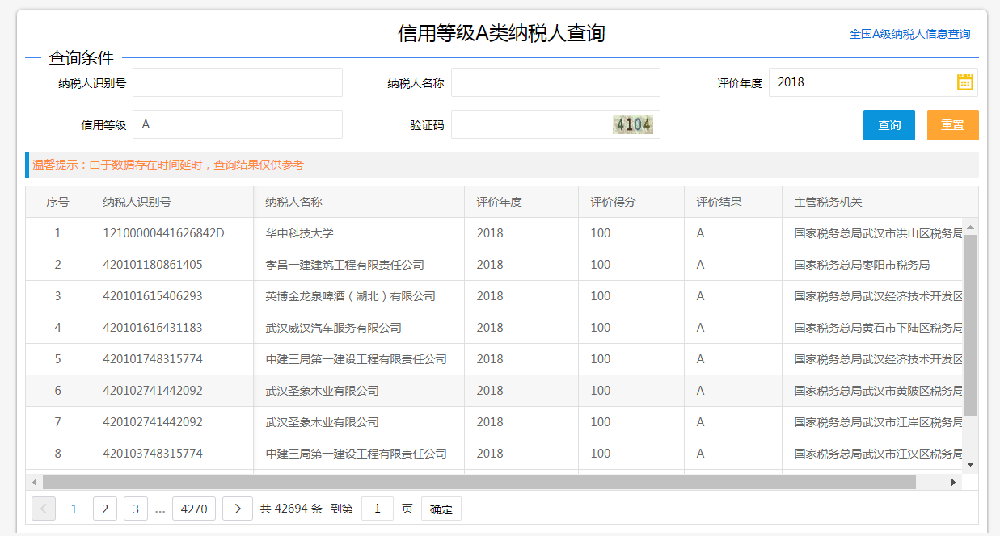 信用等级A类纳税人查询
全国A级纳税人信息查询
查询条件
纳税人识别号 纳税人名称 评价年度 2018
信用等级 A 验证码 4104 查询 重置
温馨提示：由于数据存在时间延时，查询结果仅供参考
序号 纳税人识别号 纳税人名称 评价年度 评价得分 评价结果 主管税务机关
1 12100000441626842D 华中科技大学 2018 100 A 国家税务总局武汉市洪山区税务局
2 420101180861405 孝昌一建建筑工程有限责任公司 2018 100 A 国家税务总局枣阳市税务局
3 420101615406293 英博金龙泉啤酒（湖北）有限公司 2018 100 A 国家税务总局武汉经济技术开发区
4 420101616431183 武汉威汉汽车服务有限公司 2018 100 A 国家税务总局黄石市下陆区税务局
5 420101748315774 中建三局第一建设工程有限责任公司 2018 100 A 国家税务总局武汉经济技术开发区
6 420102741442092 武汉圣象木业有限公司 2018 100 A 国家税务总局武汉市黄陂区税务局
7 420102741442092 武汉圣象木业有限公司 2018 100 A 国家税务总局武汉市江岸区税务局
8 420103748315774 中建三局第一建设工程有限责任公司 2018 100 A 国家税务总局武汉市江汉区税务局
< 1 2 3 ... 4270 > 共 42694 条 到第 1 页 确定